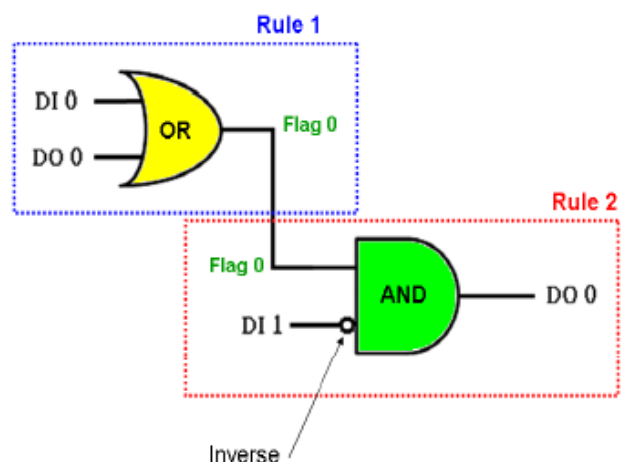 Rule 1
DI 0
OR
Flag 0
DO 0
Rule 2
Flag 0
AND
DO 0
DI 1
Inverse